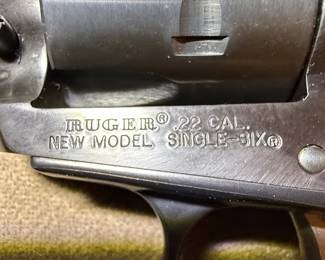 RUGER® .22 CAL.
NEW MODEL SINGLE-SIX®